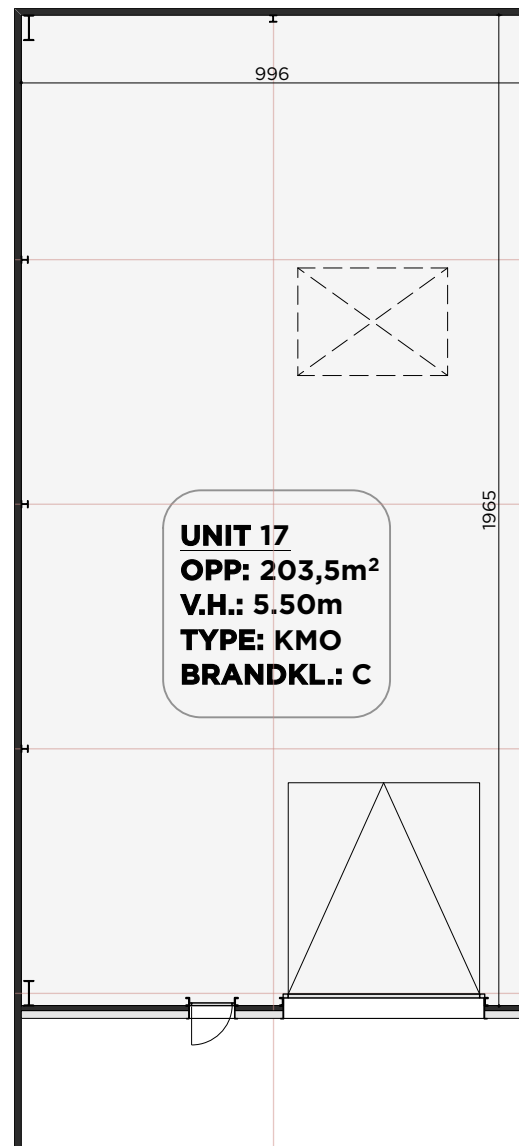 996
1965
UNIT 17
OPP: 203,5m²
V.H.: 5.50m
TYPE: KMO
BRANDKL.: C